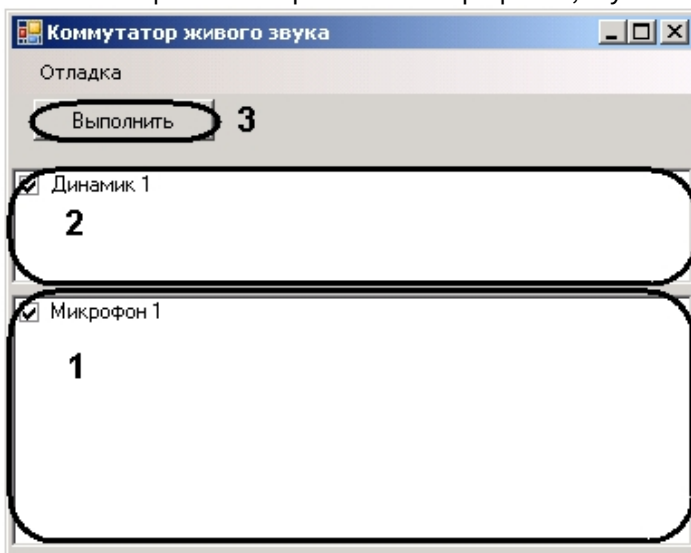 Коммутатор живого звука
Отладка
Выполнить 3
Динамик 1
2
Микрофон 1
1